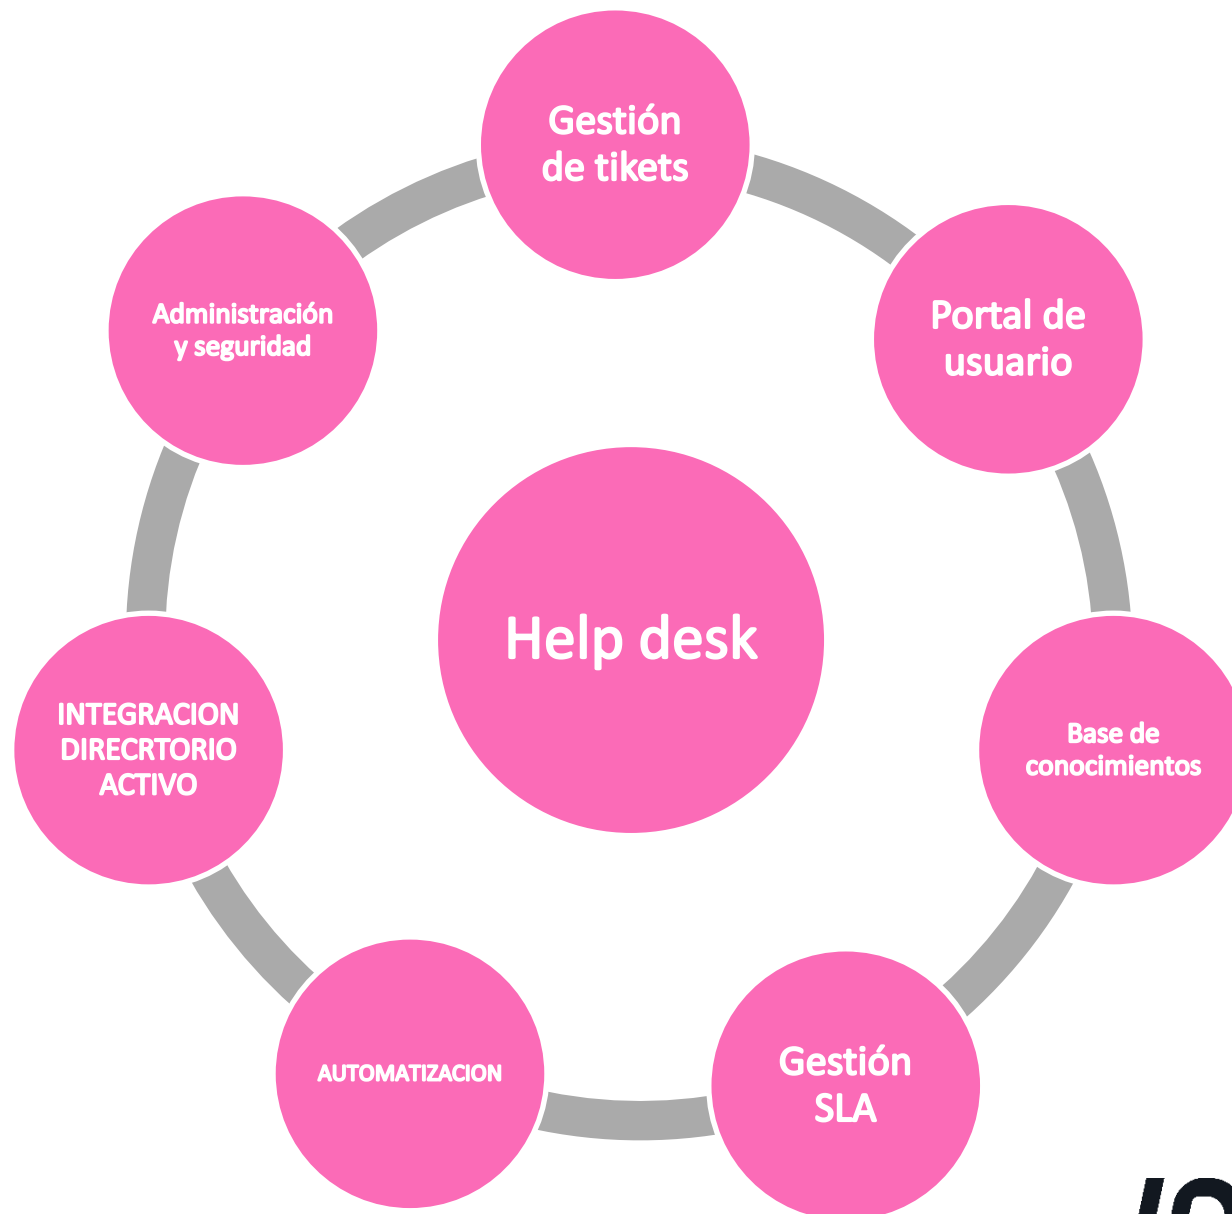 Gestión
de tikets
Portal de
usuario
Base de
conocimientos
Gestión
SLA
AUTOMATIZACION
INTEGRACION
DIRECRTORIO
ACTIVO
Administración
y seguridad
Help desk